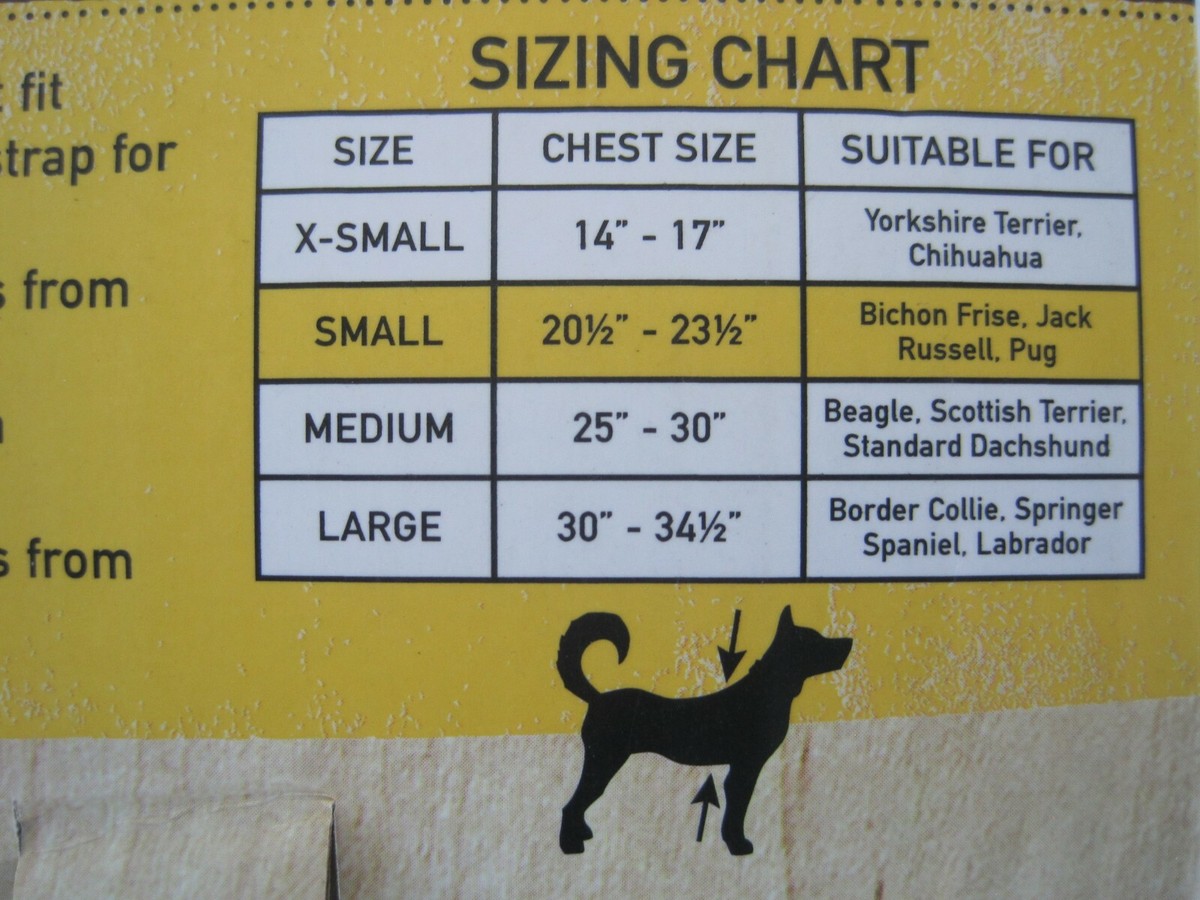 fit
strap for
from
s from
SIZING CHART
SIZE CHEST SIZE SUITABLE FOR
X-SMALL 14” - 17” Yorkshire Terrier,
Chihuahua
SMALL 20½” - 23½” Bichon Frise, Jack
Russell, Pug
MEDIUM 25” - 30” Beagle, Scottish Terrier,
Standard Dachshund
LARGE 30” - 34½” Border Collie, Springer
Spaniel, Labrador